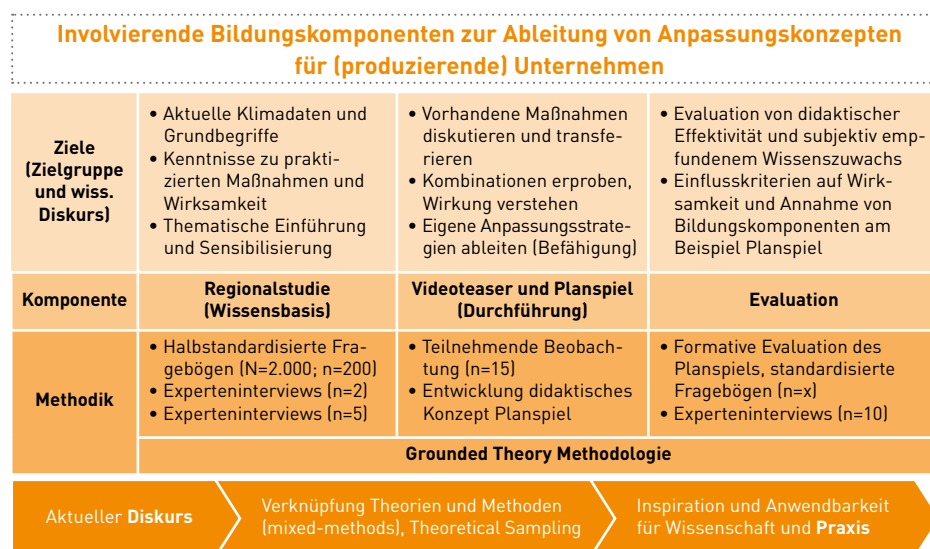 Involvierende Bildungskomponenten zur Ableitung von Anpassungskonzepten
für (produzierende) Unternehmen
Ziele
(Zielgruppe
und wiss.
Diskurs)
• Aktuelle Klimadaten und
Grundbegriffe
• Kenntnisse zu prakti-
zierten Maßnahmen und
Wirksamkeit
• Thematische Einführung
und Sensibilisierung
• Vorhandene Maßnahmen
diskutieren und transfe-
rieren
• Kombinationen erproben,
Wirkung verstehen
• Eigene Anpassungsstrate-
gien ableiten (Befähigung)
• Evaluation von didaktischer
Effektivität und subjektiv emp-
fundenem Wissenszuwachs
• Einflusskriterien auf Wirk-
samkeit und Annahme von
Bildungskomponenten am
Beispiel Planspiel
Komponente
Regionalstudie
(Wissensbasis)
Videoteaser und Planspiel
(Durchführung)
Evaluation
Methodik
• Halbstandardisierte Fra-
gebögen (N=2.000; n=200)
• Experteninterviews (n=2)
• Experteninterviews (n=5)
• Teilnehmende Beobach-
tung (n=15)
• Entwicklung didaktisches
Konzept Planspiel
• Formative Evaluation des
Planspiels, standardisierte
Fragebögen (n=x)
• Experteninterviews (n=10)
Grounded Theory Methodologie
Aktueller Diskurs
Verknüpfung Theorien und Methoden
(mixed-methods), Theoretical Sampling
Inspiration und Anwendbarkeit
für Wissenschaft und Praxis